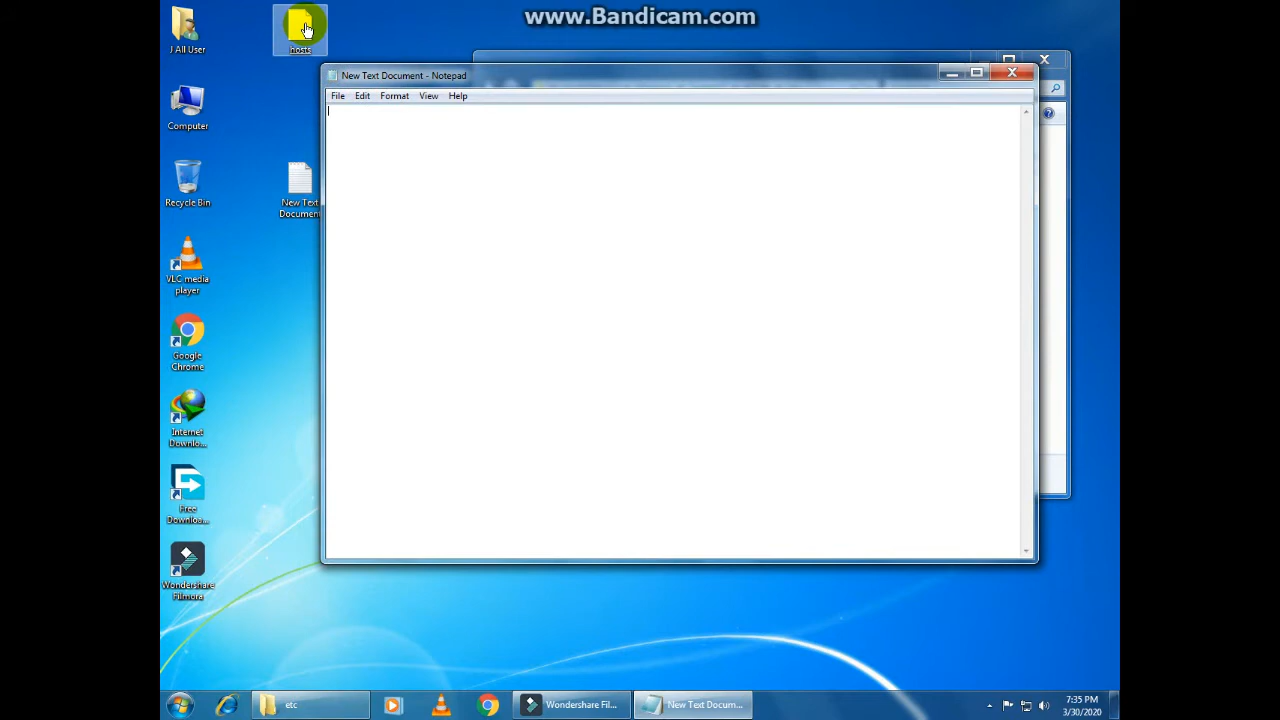 www.Bandicam.com
J All User
hosts
Computer
Recycle Bin
New Text
Document
VLC media
player
Google
Chrome
Internet
Downlo...
Free
Downloa...
Wondershare
Filmora
New Text Document - Notepad
File Edit Format View Help
etc
Wondershare Fil...
New Text Docum...
7:35 PM
3/30/2020